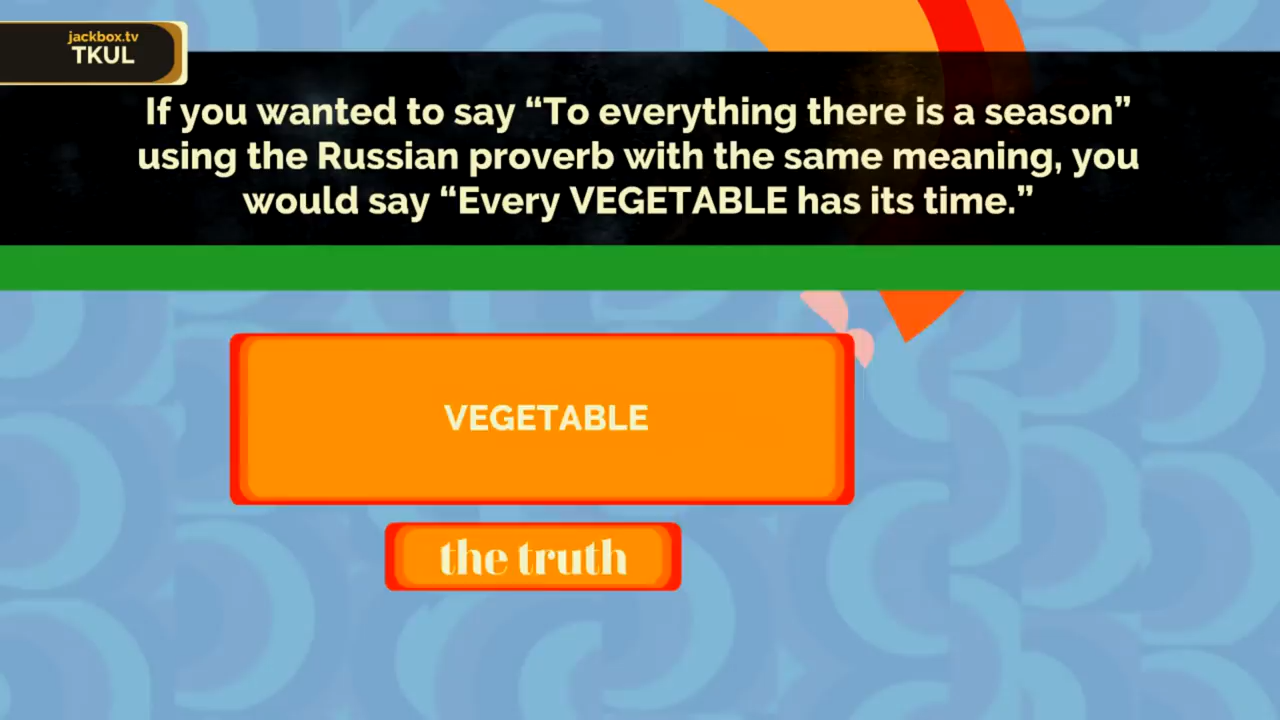 jackbox.tv
TKUL
If you wanted to say “To everything there is a season”
using the Russian proverb with the same meaning, you
would say “Every VEGETABLE has its time.”
VEGETABLE
the truth